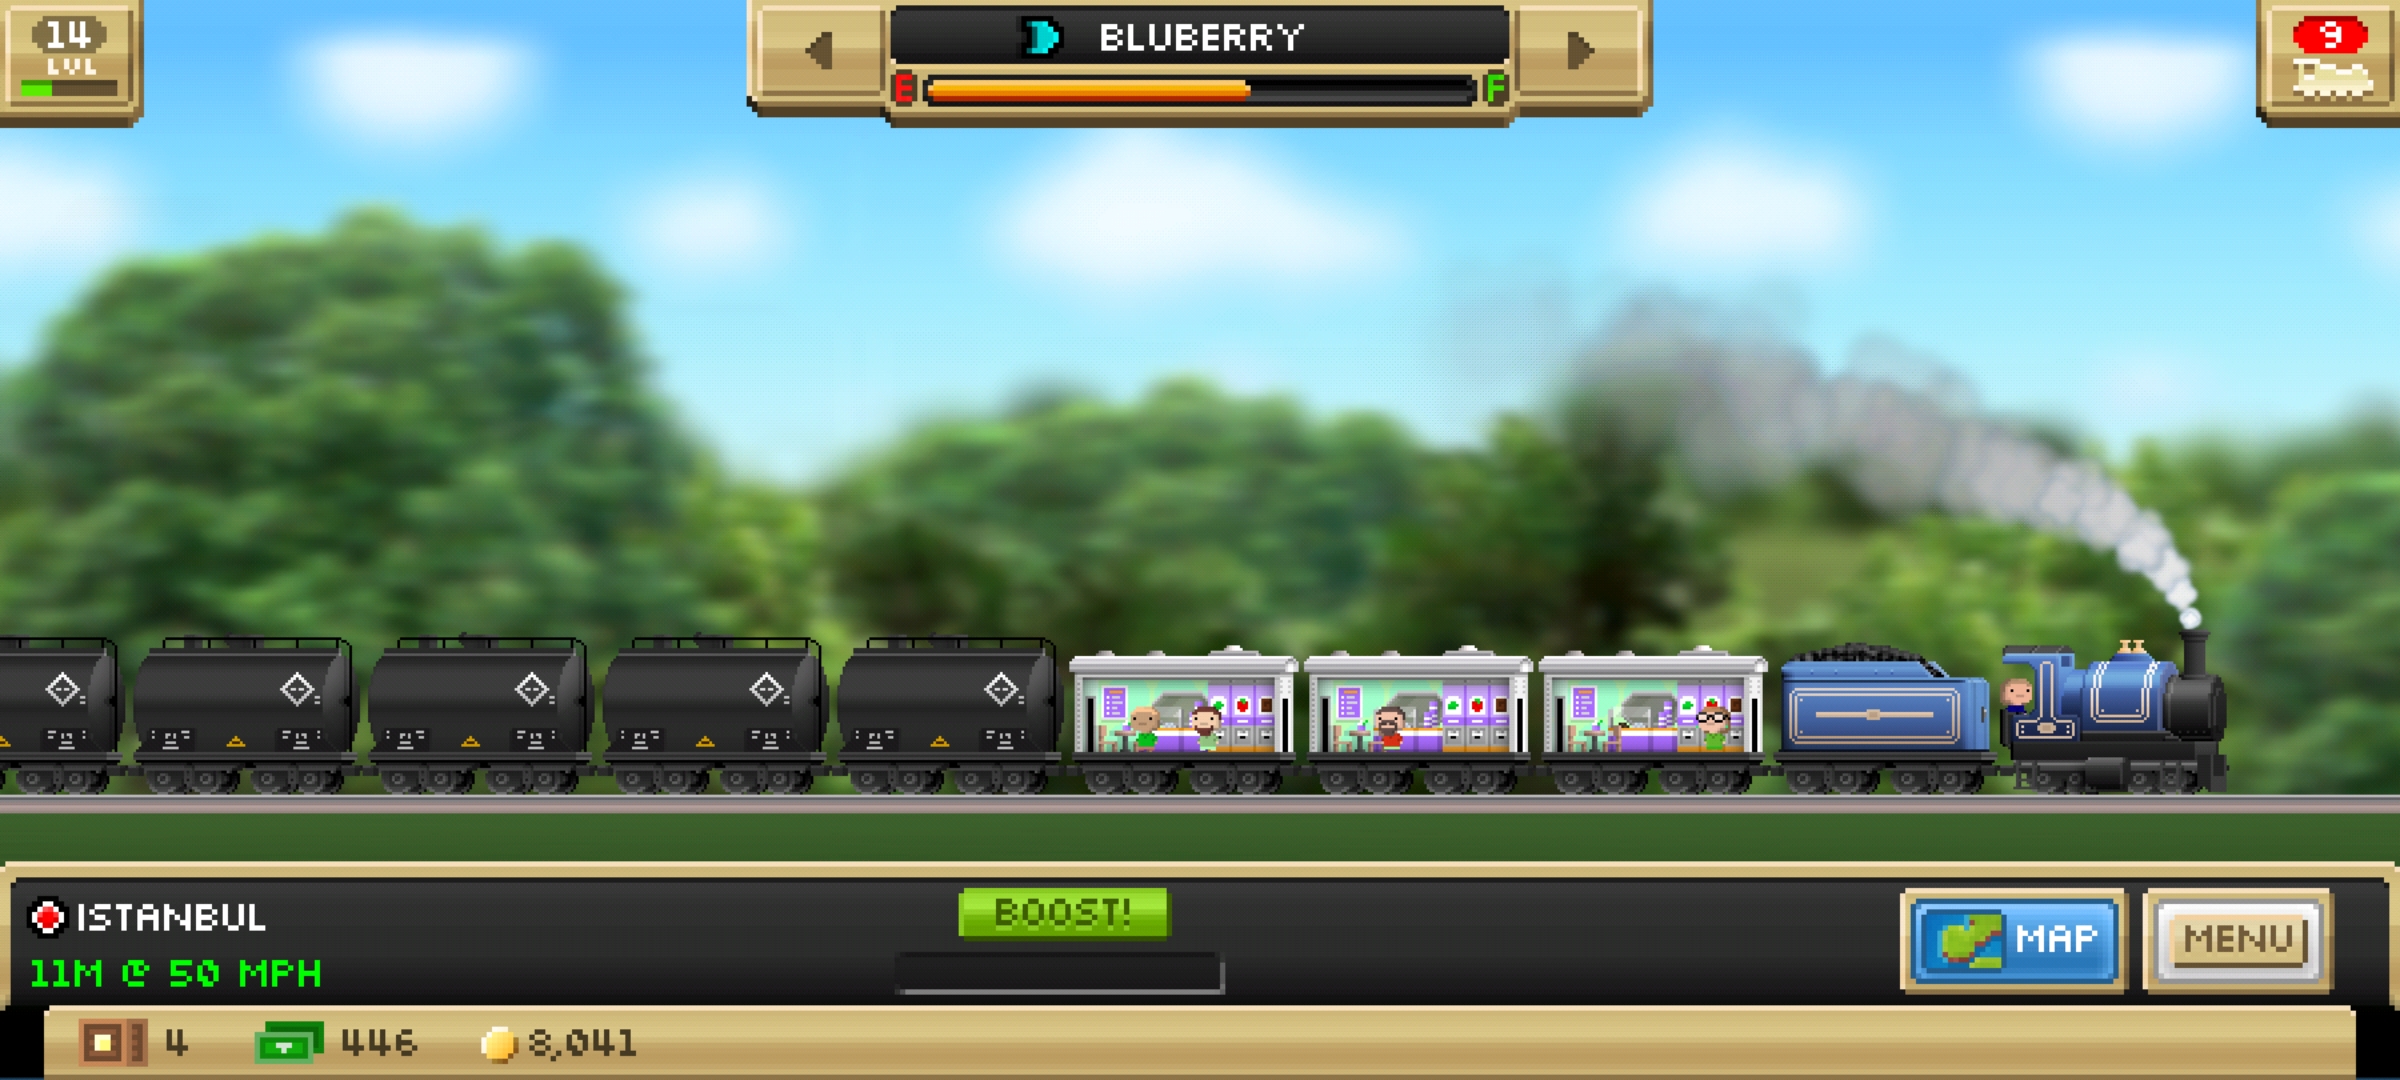 14
LVL
BLUBERRY
E F
9
ISTANBUL
11M @ 50 MPH
BOOST!
MAP
MENU
4
446
8,041